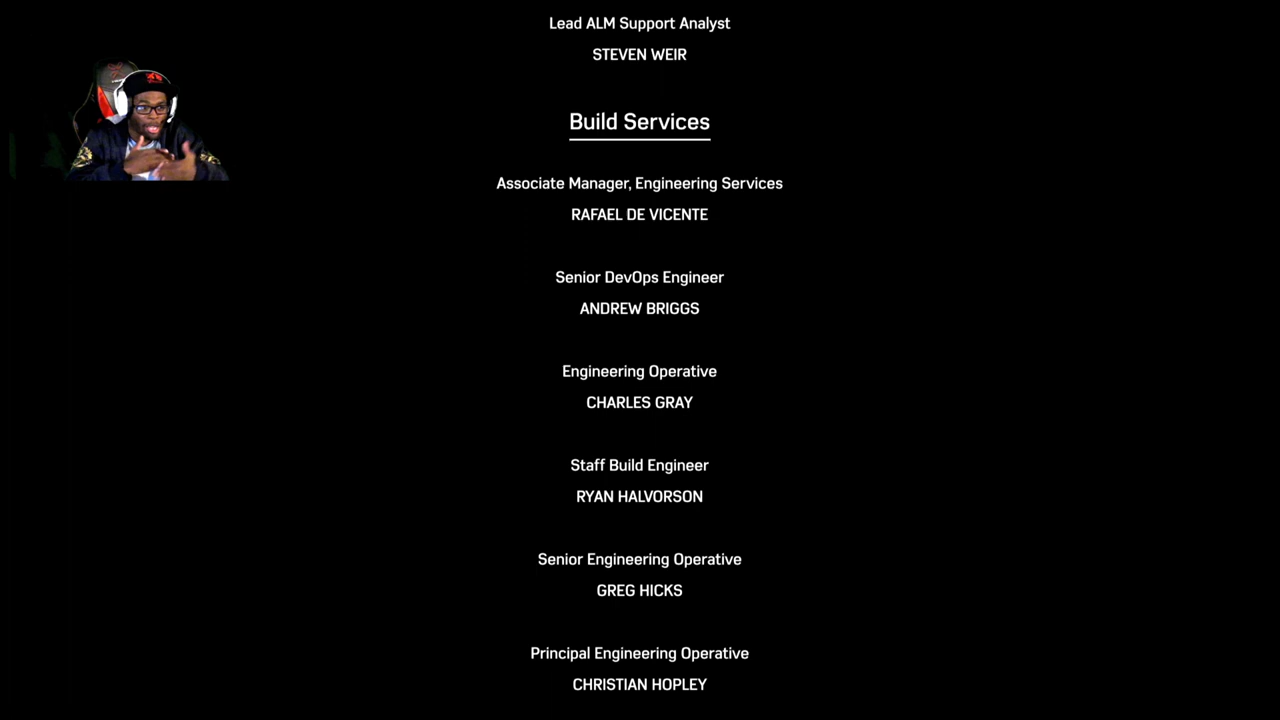 Lead ALM Support Analyst
STEVEN WEIR
Build Services
Associate Manager, Engineering Services
RAFAEL DE VICENTE
Senior DevOps Engineer
ANDREW BRIGGS
Engineering Operative
CHARLES GRAY
Staff Build Engineer
RYAN HALVORSON
Senior Engineering Operative
GREG HICKS
Principal Engineering Operative
CHRISTIAN HOPLEY